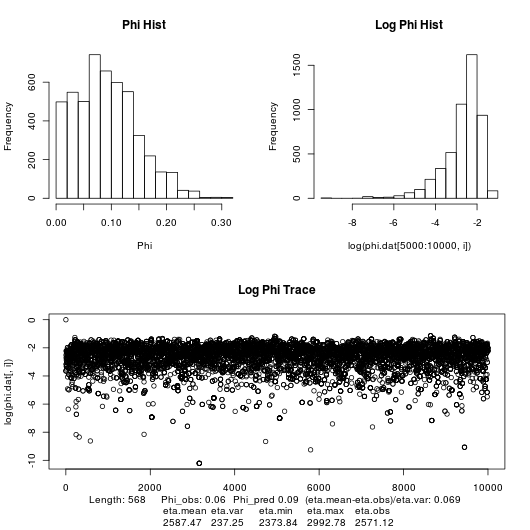 Phi Hist
Log Phi Hist
Frequency
0
200
400
600
0.00
0.10
0.20
0.30
Phi
Frequency
0
500
1000
1500
-8
-6
-4
-2
log(phi.dat[5000:10000, i])
Log Phi Trace
log(phi.dat[, i])
0
-2
-4
-6
-8
-10
0
2000
4000
6000
8000
10000
Length: 568 Phi_obs: 0.06 Phi_pred 0.09 (eta.mean-eta.obs)/eta.var: 0.069
eta.mean eta.var eta.min eta.max eta.obs
2587.47 237.25 2373.84 2992.78 2571.12